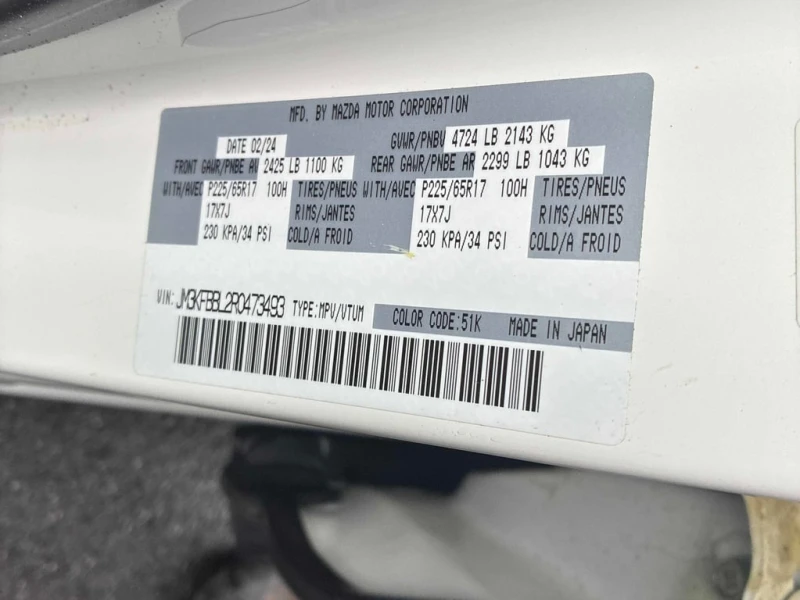 MFD. BY MAZDA MOTOR CORPORATION
DATE 02/24 GVWR/PNBV 4724 LB 2143 KG
FRONT GAWR/PNBE AV 2425 LB 1100 KG REAR GAWR/PNBE AR 2299 LB 1043 KG
WITH/AVEC P225/65R17 100H TIRES/PNEUS WITH/AVEC P225/65R17 100H TIRES/PNEUS
17X7J RIMS/JANTES 17X7J RIMS/JANTES
230 KPA/34 PSI COLD/A FROID 230 KPA/34 PSI COLD/A FROID
VIN: JM3KFBBL2R0473493 TYPE:MPV/VTUM COLOR CODE:51K MADE IN JAPAN